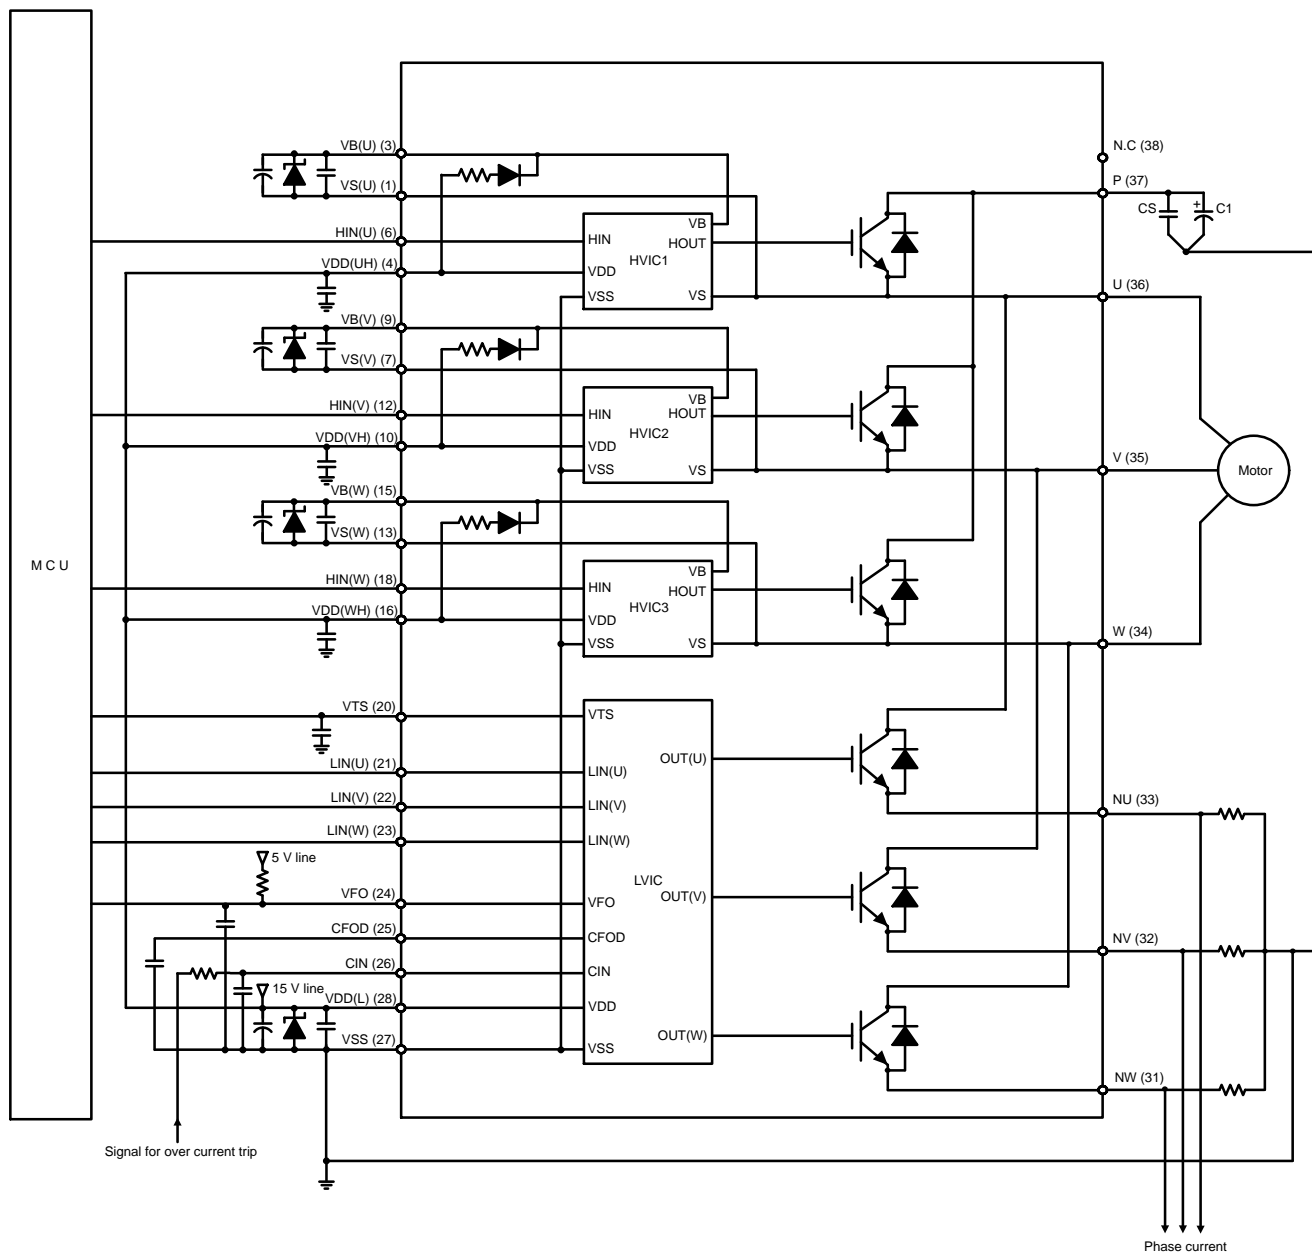 M C U
VB(U) (3)
VS(U) (1)
HIN(U) (6)
VDD(UH) (4)
VB(V) (9)
VS(V) (7)
HIN(V) (12)
VDD(VH) (10)
VB(W) (15)
VS(W) (13)
HIN(W) (18)
VDD(WH) (16)
VTS (20)
LIN(U) (21)
LIN(V) (22)
LIN(W) (23)
5 V line
VFO (24)
CFOD (25)
CIN (26)
15 V line
VDD(L) (28)
VSS (27)
Signal for over current trip
HIN
VDD
VSS
HVIC1
VB
HOUT
VS
HIN
VDD
VSS
HVIC2
VB
HOUT
VS
HIN
VDD
VSS
HVIC3
VB
HOUT
VS
VTS
LIN(U)
LIN(V)
LIN(W)
VFO
CFOD
CIN
VDD
VSS
LVIC
OUT(U)
OUT(V)
OUT(W)
N.C (38)
P (37)
CS
+
C1
U (36)
V (35)
Motor
W (34)
NU (33)
NV (32)
NW (31)
Phase current